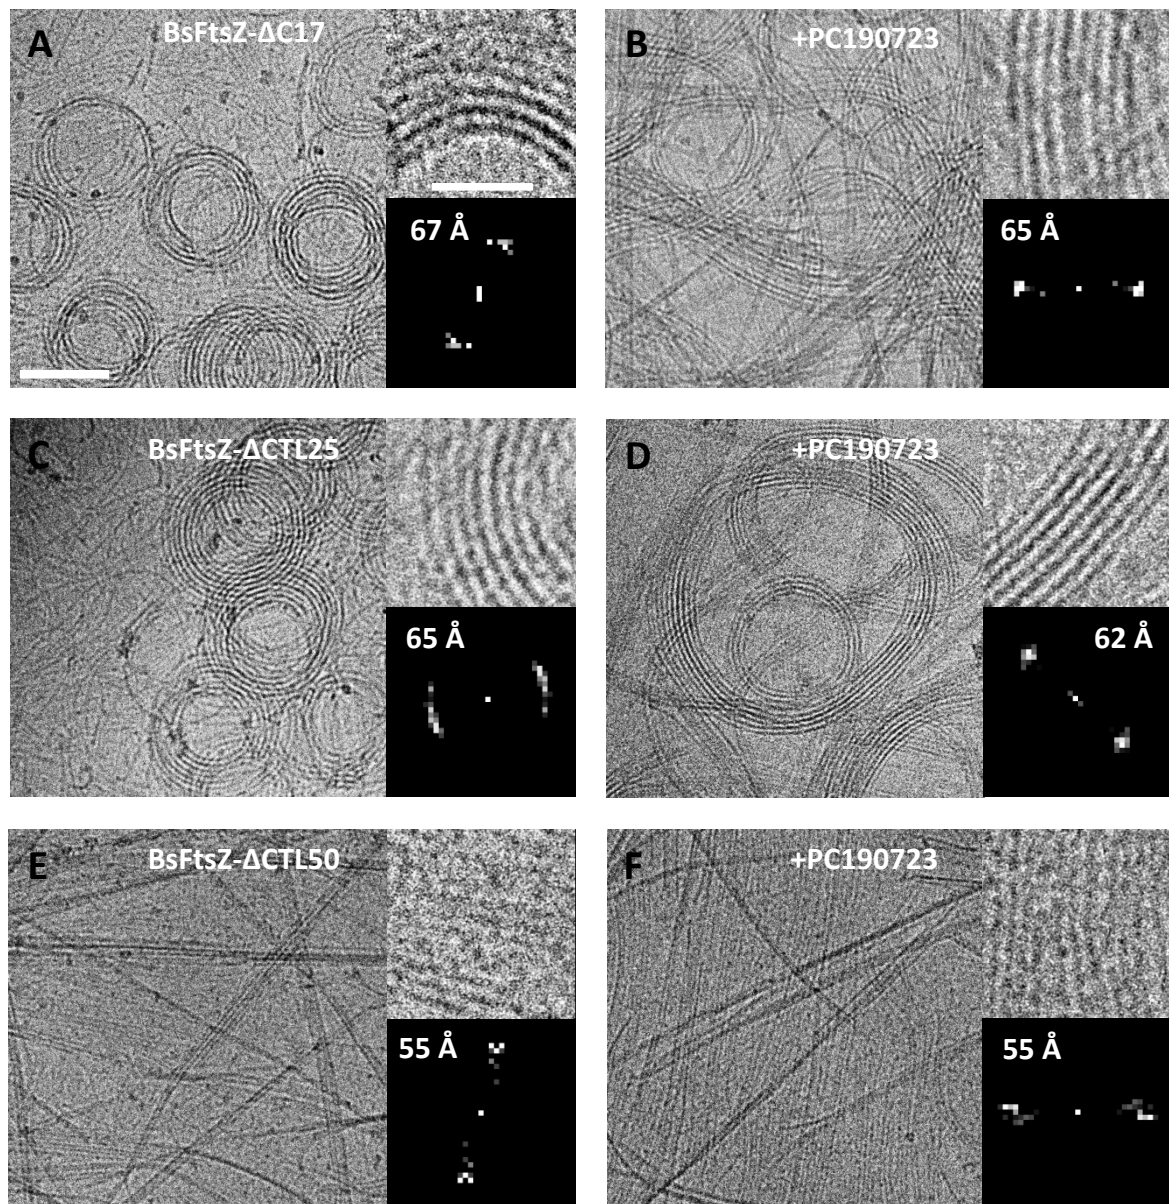 A
BsFtsZ-ΔC17
67 Å
B
+PC190723
65 Å
C
BsFtsZ-ΔCTL25
65 Å
D
+PC190723
62 Å
E
BsFtsZ-ΔCTL50
55 Å
F
+PC190723
55 Å